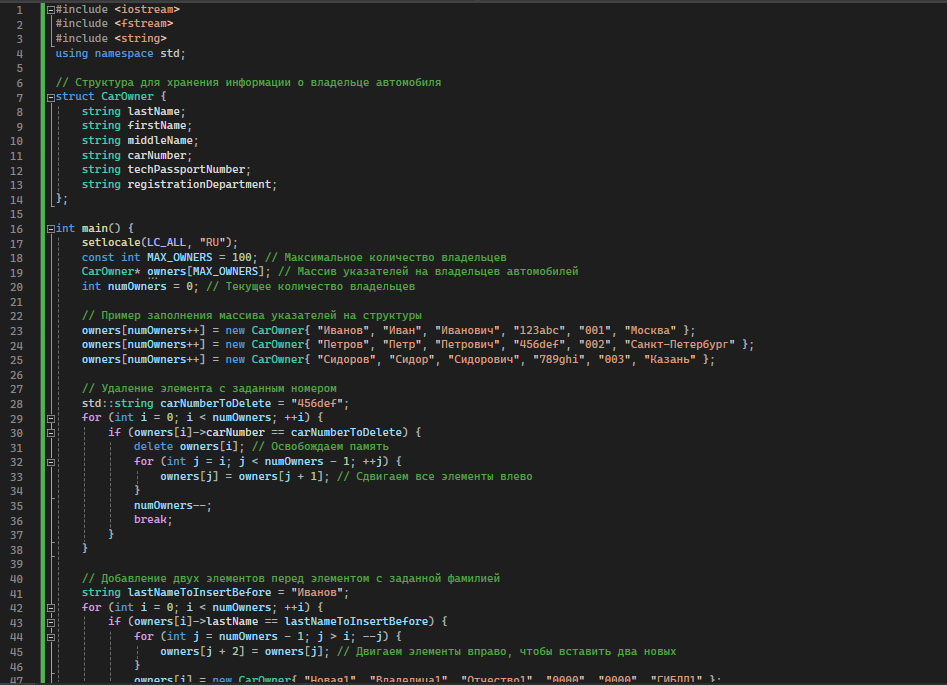 1 #include <iostream>
2 #include <fstream>
3 #include <string>
4 using namespace std;
5
6 // Структура для хранения информации о владельце автомобиля
7 struct CarOwner {
8 string lastName;
9 string firstName;
10 string middleName;
11 string carNumber;
12 string techPassportNumber;
13 string registrationDepartment;
14 };
15
16 int main() {
17 setlocale(LC_ALL, "RU");
18 const int MAX_OWNERS = 100; // Максимальное количество владельцев
19 CarOwner* owners[MAX_OWNERS]; // Массив указателей на владельцев автомобилей
20 int numOwners = 0; // Текущее количество владельцев
21
22 // Пример заполнения массива указателей на структуры
23 owners[numOwners++] = new CarOwner{ "Иванов", "Иван", "Иванович", "123abc", "001", "Москва" };
24 owners[numOwners++] = new CarOwner{ "Петров", "Петр", "Петрович", "456def", "002", "Санкт-Петербург" };
25 owners[numOwners++] = new CarOwner{ "Сидоров", "Сидор", "Сидорович", "789ghi", "003", "Казань" };
26
27 // Удаление элемента с заданным номером
28 std::string carNumberToDelete = "456def";
29 for (int i = 0; i < numOwners; ++i) {
30 if (owners[i]->carNumber == carNumberToDelete) {
31 delete owners[i]; // Освобождаем память
32 for (int j = i; j < numOwners - 1; ++j) {
33 owners[j] = owners[j + 1]; // Сдвигаем все элементы влево
34 }
35 numOwners--;
36 break;
37 }
38 }
39
40 // Добавление двух элементов перед элементом с заданной фамилией
41 string lastNameToInsertBefore = "Иванов";
42 for (int i = 0; i < numOwners; ++i) {
43 if (owners[i]->lastName == lastNameToInsertBefore) {
44 for (int j = numOwners - 1; j > i; --j) {
45 owners[j + 2] = owners[j]; // Двигаем элементы вправо, чтобы вставить два новых
46 }
47 owners[i] = new CarOwner{ "Новая1", "Владелица1", "Отчество1", "0000", "0000", "ГИБДД1" };